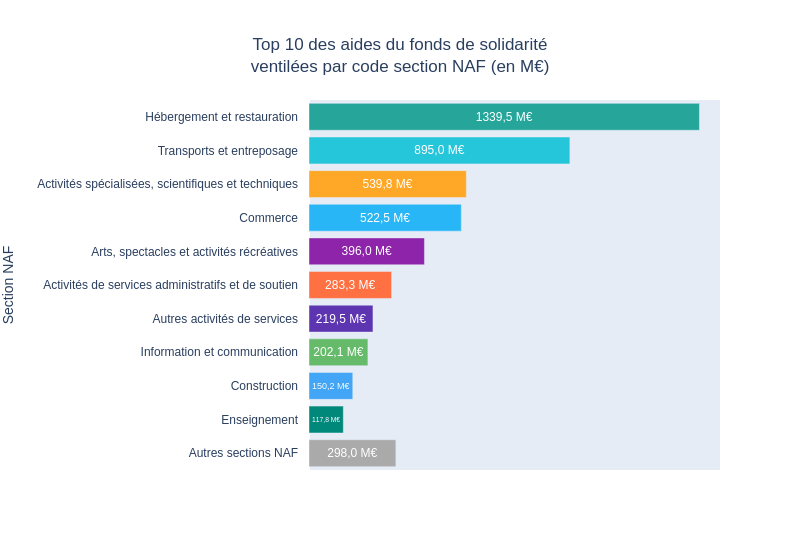 Top 10 des aides du fonds de solidarité
ventilées par code section NAF (en M€)
Section NAF
Hébergement et restauration 1339,5 M€
Transports et entreposage 895,0 M€
Activités spécialisées, scientifiques et techniques 539,8 M€
Commerce 522,5 M€
Arts, spectacles et activités récréatives 396,0 M€
Activités de services administratifs et de soutien 283,3 M€
Autres activités de services 219,5 M€
Information et communication 202,1 M€
Construction 150,2 M€
Enseignement 117,8 M€
Autres sections NAF 298,0 M€